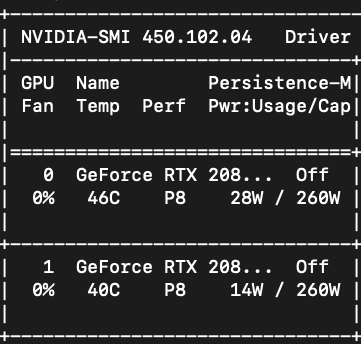 NVIDIA-SMI 450.102.04 Driver
GPU Name Persistence-M
Fan Temp Perf Pwr:Usage/Cap
0 GeForce RTX 208... Off
0% 46C P8 28W / 260W
1 GeForce RTX 208... Off
0% 40C P8 14W / 260W